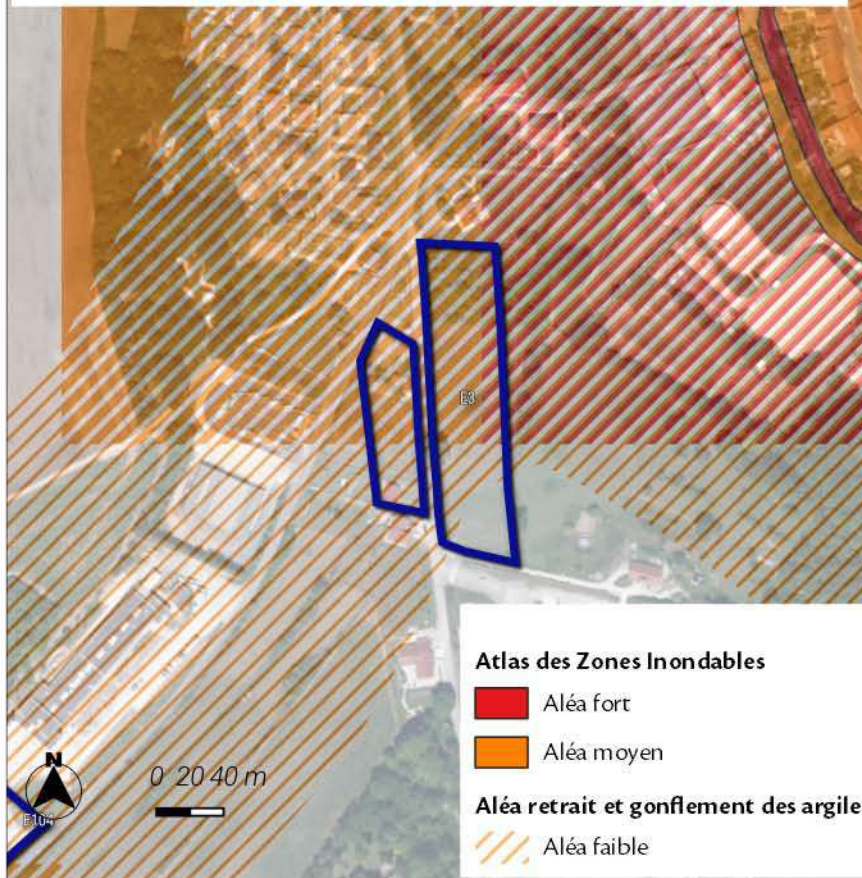 E3
Atlas des Zones Inondables
Aléa fort
Aléa moyen
Aléa retrait et gonflement des argile
Aléa faible
N
0 20 40 m
E104